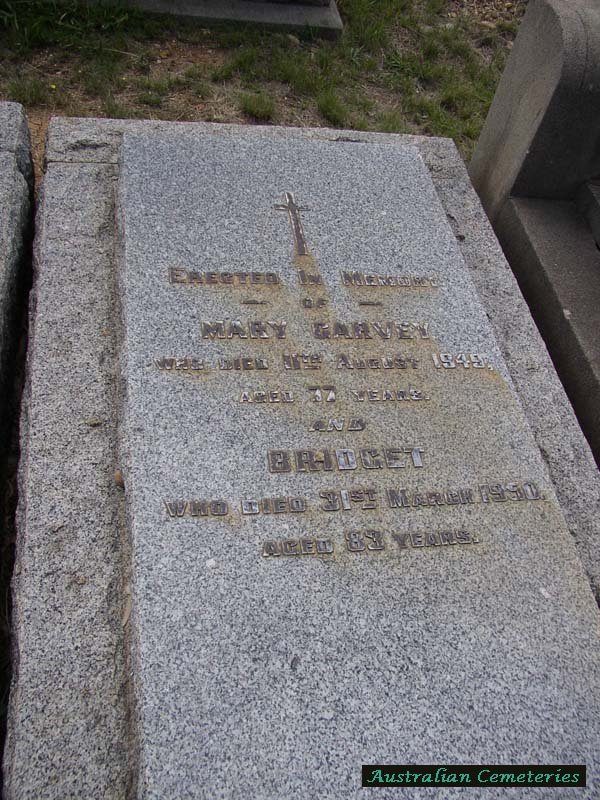 ERECTED IN MEMORY
— OF —
MARY GARVEY
WHO DIED 11TH AUGUST 1949.
AGED 77 YEARS.
AND
BRIDGET
WHO DIED 31ST MARCH 1950.
AGED 83 YEARS.
Australian Cemeteries